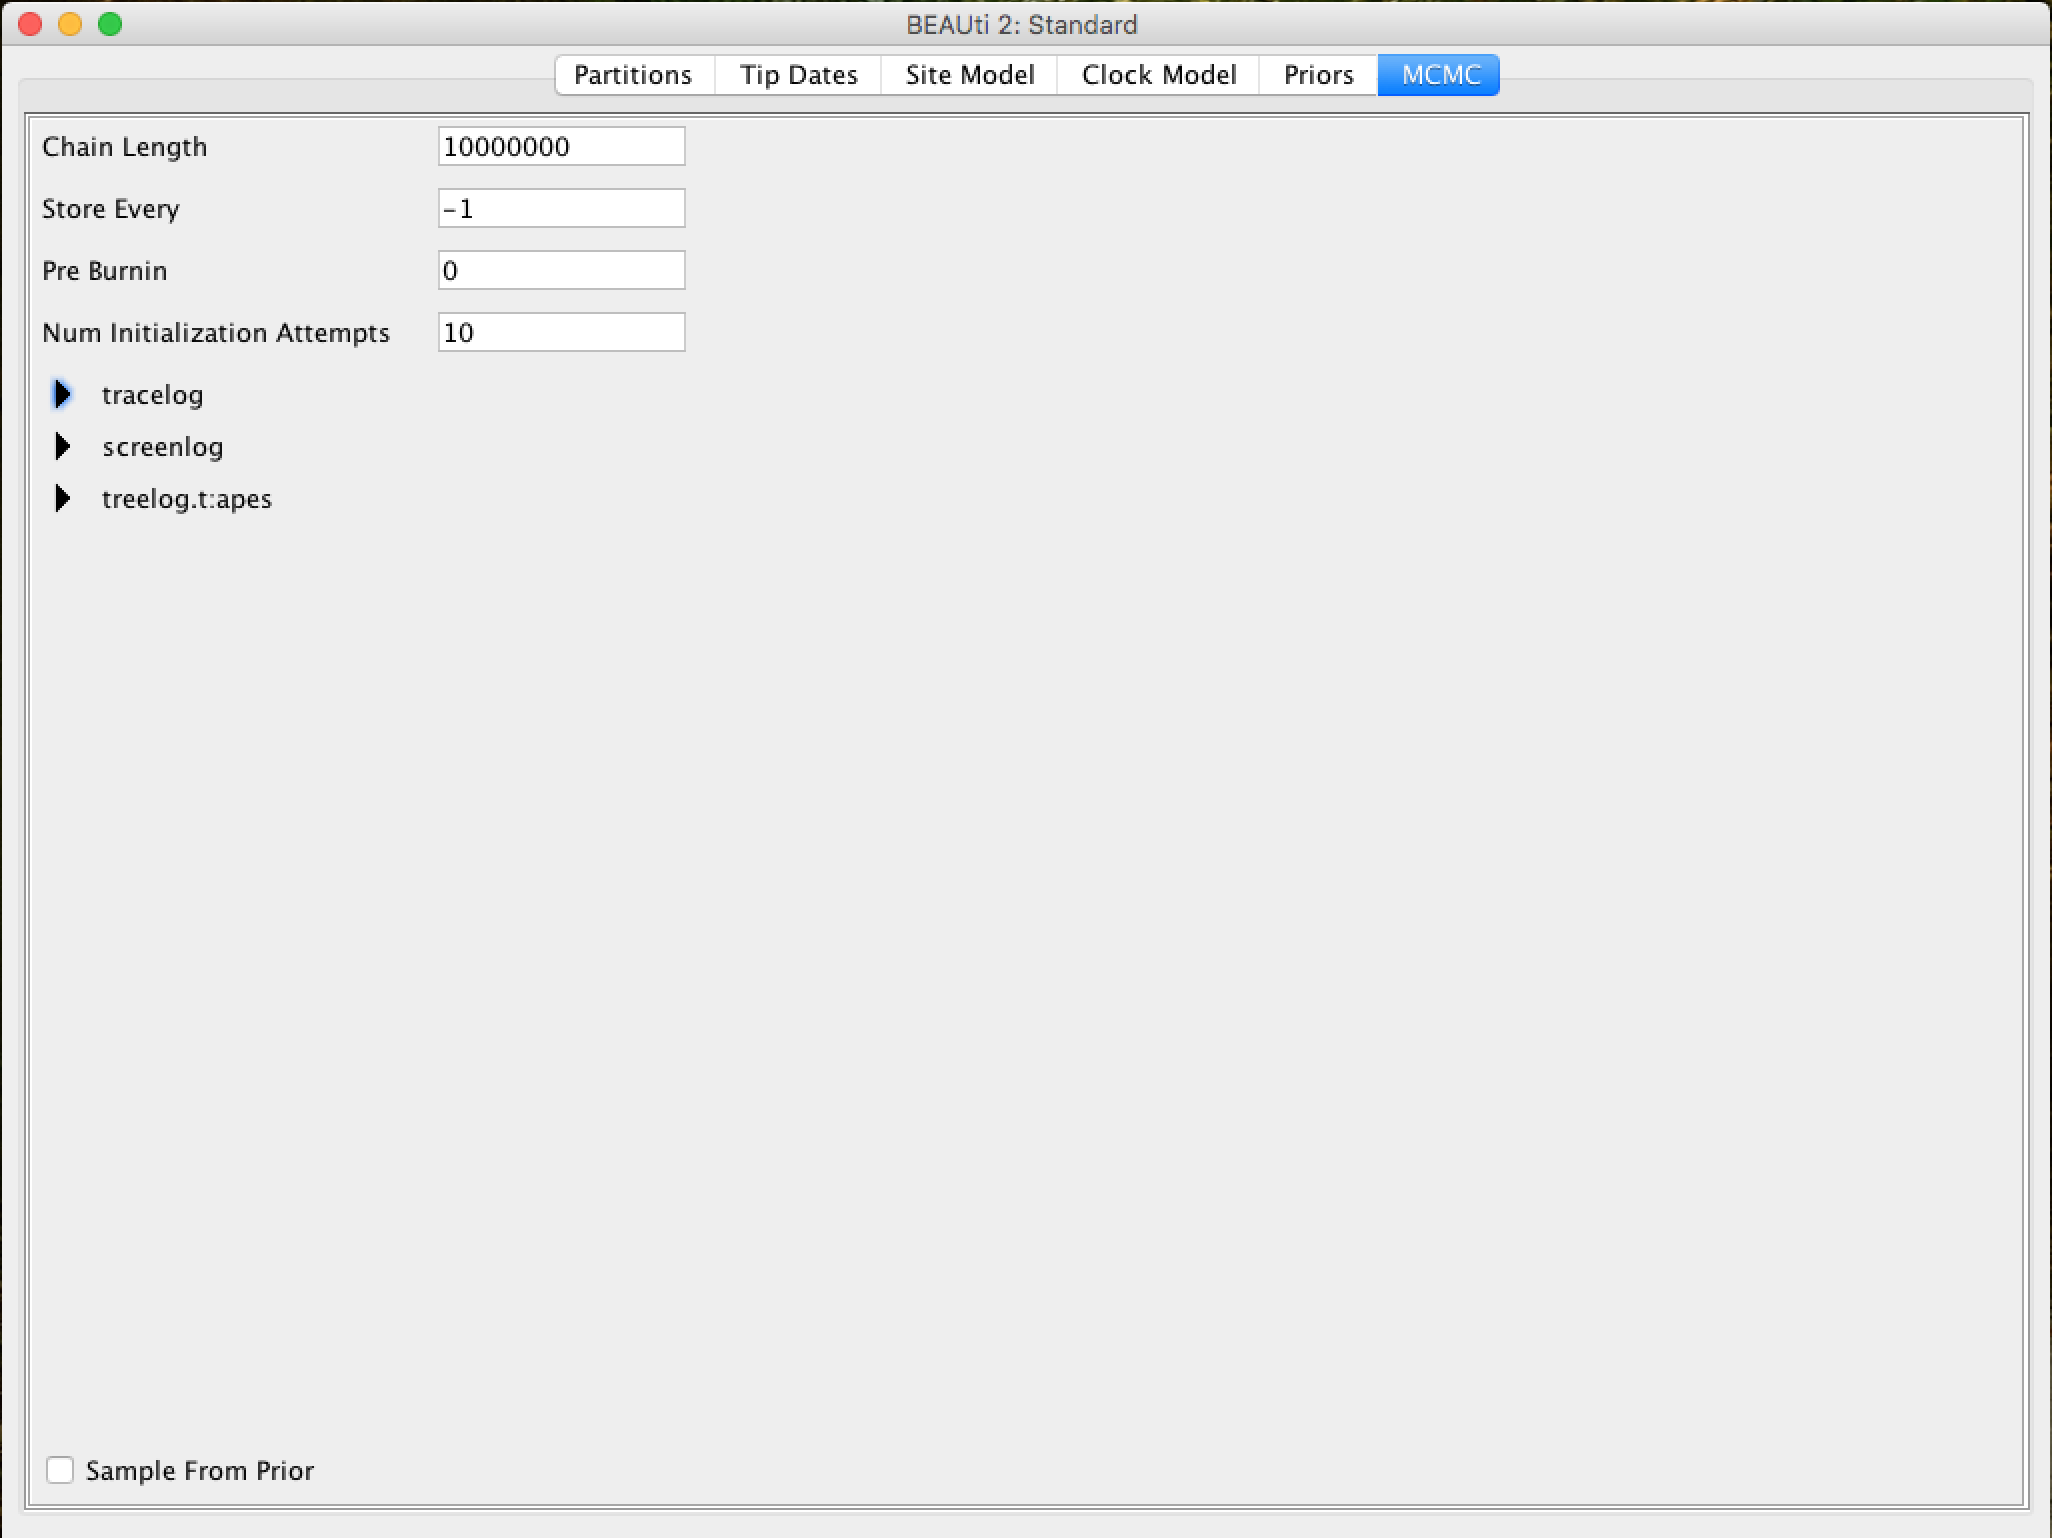 BEAUti 2: Standard
Partitions Tip Dates Site Model Clock Model Priors MCMC
Chain Length 10000000
Store Every -1
Pre Burnin 0
Num Initialization Attempts 10
tracelog
screenlog
treelog.t:apes
Sample From Prior